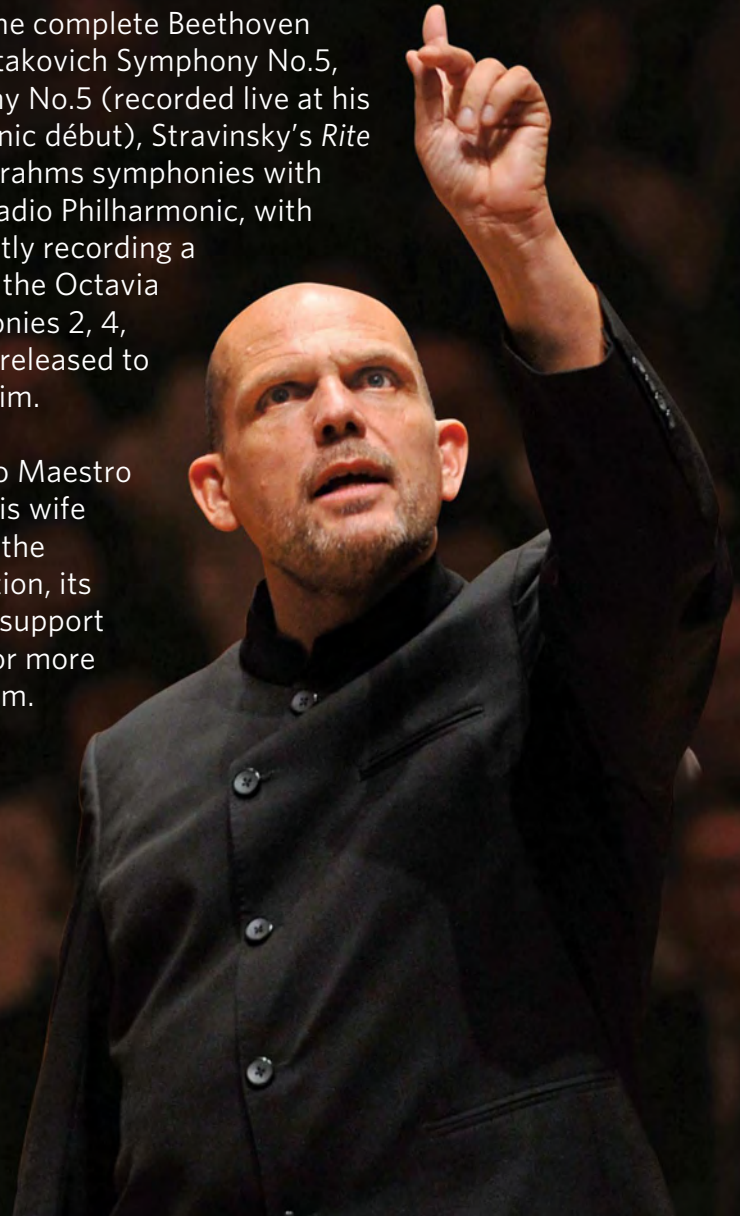 ne complete Beethoven
takovich Symphony No.5,
ny No.5 (recorded live at his
nic début), Stravinsky's Rite
rahms symphonies with
adio Philharmonic, with
tly recording a
the Octavia
onies 2, 4,
released to
im.
o Maestro
is wife
the
ion, its
support
or more
m.